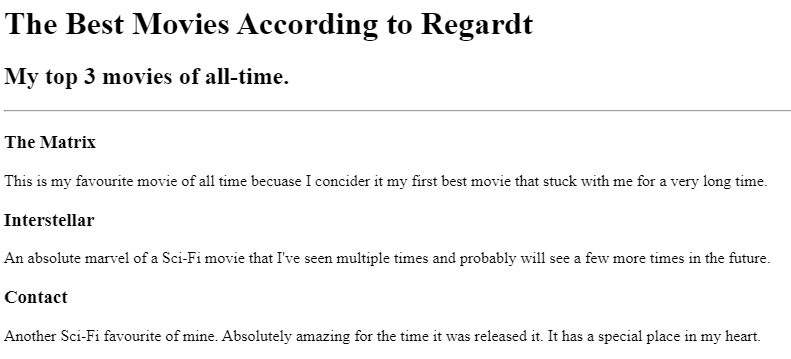 The Best Movies According to Regardt
My top 3 movies of all-time.
The Matrix
This is my favourite movie of all time becuase I concider it my first best movie that stuck with me for a very long time.
Interstellar
An absolute marvel of a Sci-Fi movie that I've seen multiple times and probably will see a few more times in the future.
Contact
Another Sci-Fi favourite of mine. Absolutely amazing for the time it was released it. It has a special place in my heart.